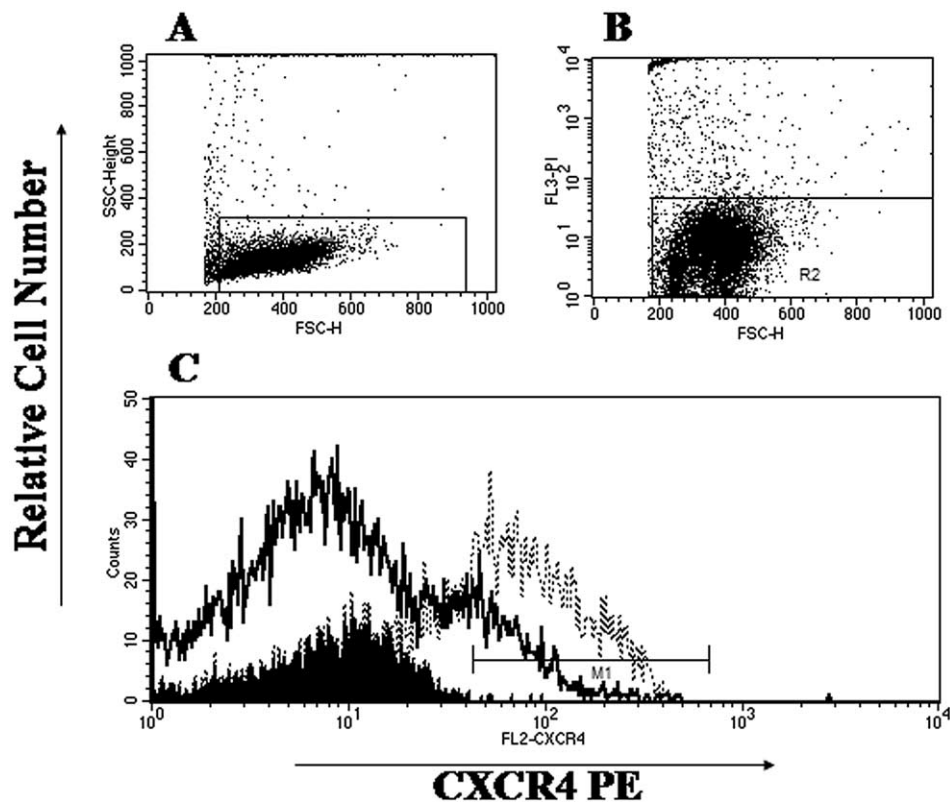 A
B
SSC-Height
0 200 400 600 800 1000
0 200 400 600 800 1000
FSC-H
FL3-PI
10^0 10^1 10^2 10^3 10^4
R2
0 200 400 600 800 1000
FSC-H
Relative Cell Number
C
Counts
0 10 20 30 40 50
M1
10^0 10^1 10^2 10^3 10^4
FL2-CXCR4
CXCR4 PE